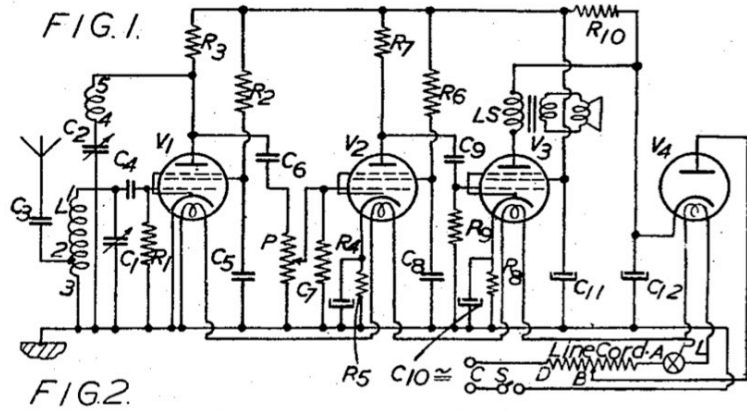 FIG.1.
R3 R2 R7 R6 R10
5
4
C2 V1 V2 V3 V4
LS
C4 C6 C9
C3 L 1
2
3
C1 R1 C5 P R4 C7 C8 R9 R8 C11 C12
R5 C10 ≅
Line Cord A PL
C S D B
FIG.2.